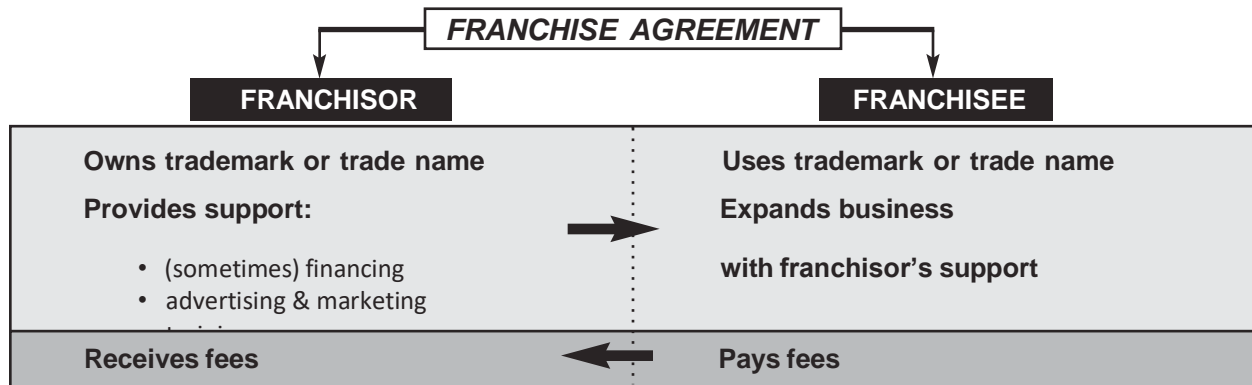 FRANCHISE AGREEMENT
FRANCHISOR
FRANCHISEE
Owns trademark or trade name
Provides support:
• (sometimes) financing
• advertising & marketing
Uses trademark or trade name
Expands business
with franchisor’s support
Receives fees
Pays fees